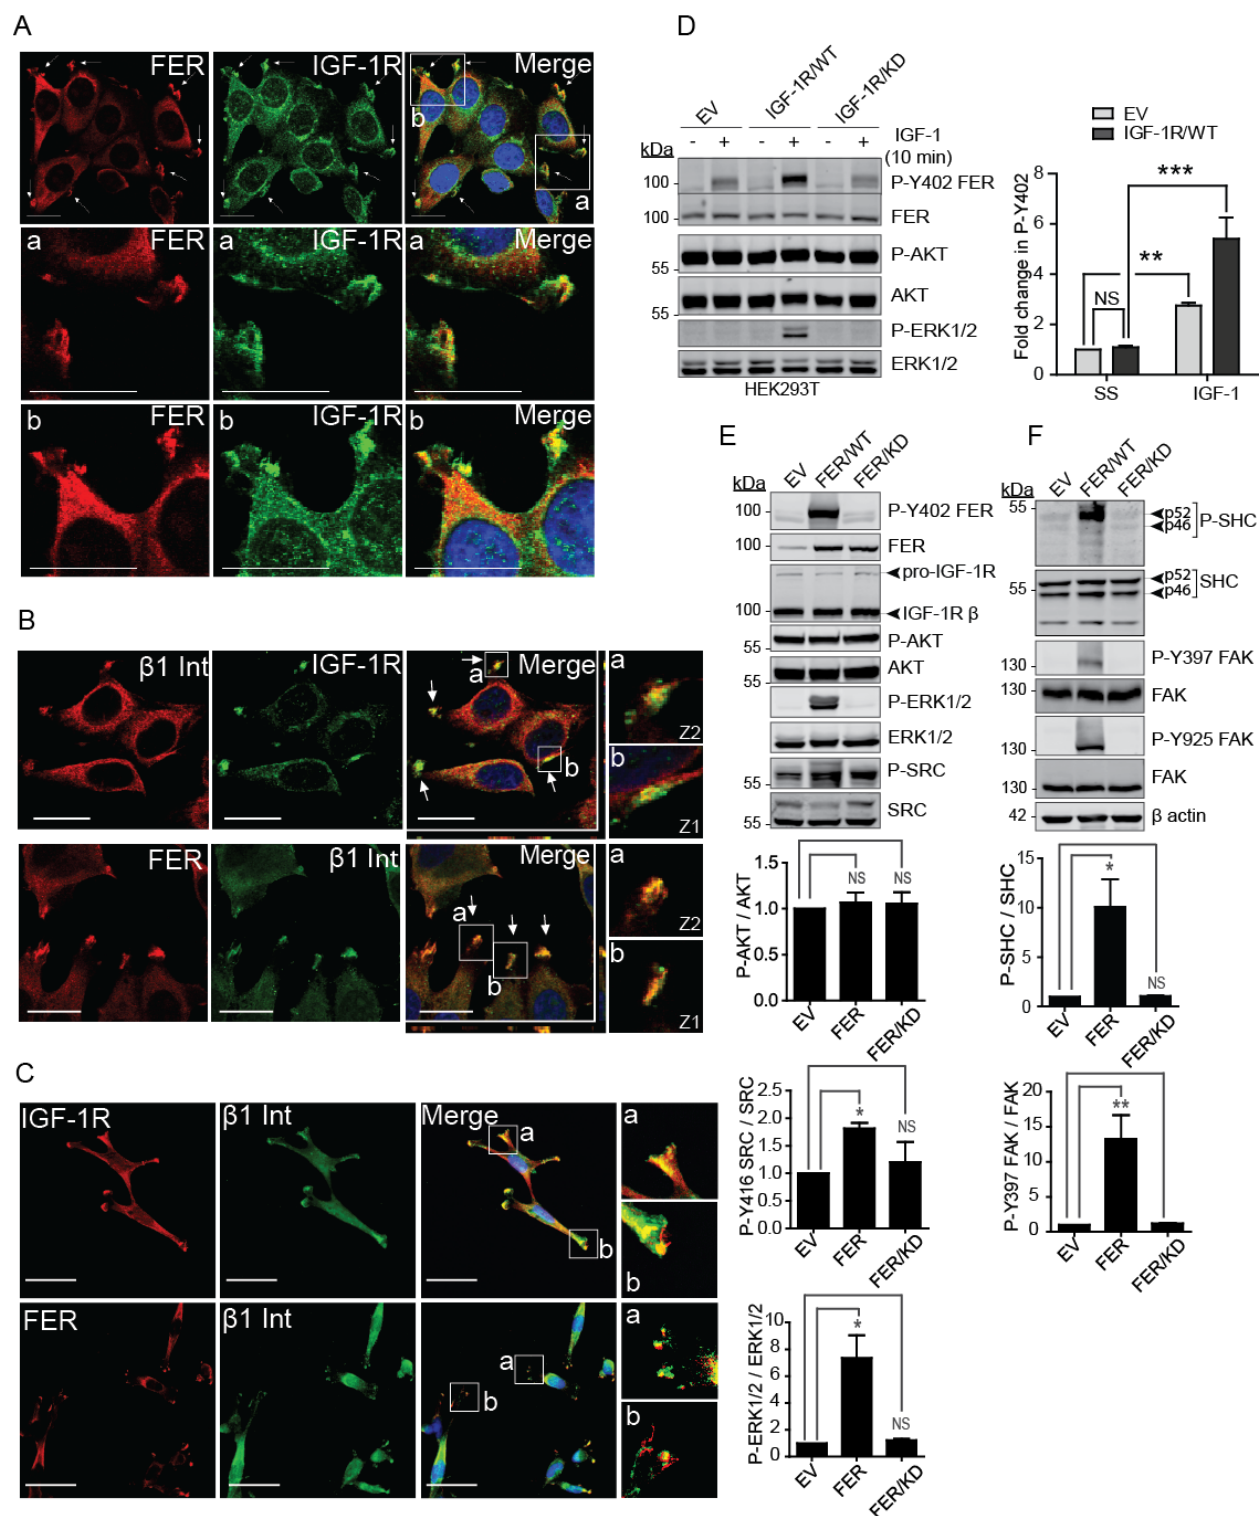 A
FER
IGF-1R
Merge
b
a
a
FER
a
IGF-1R
a
Merge
b
FER
b
IGF-1R
b
Merge
B
β1 Int
IGF-1R
Merge
a
b
a
Z2
b
Z1
FER
β1 Int
Merge
a
b
a
Z2
b
Z1
C
IGF-1R
β1 Int
Merge
a
b
a
b
FER
β1 Int
a
b
a
b
D
EV
IGF-1R/WT
IGF-1R/KD
kDa
- + - + - +
IGF-1
(10 min)
100
P-Y402 FER
100
FER
P-AKT
55
AKT
55
P-ERK1/2
ERK1/2
HEK293T
EV
IGF-1R/WT
Fold change in P-Y402
8
6
4
2
0
NS
**
***
SS
IGF-1
E
EV
FER/WT
FER/KD
kDa
100
P-Y402 FER
100
FER
pro-IGF-1R
100
IGF-1R β
55
P-AKT
55
AKT
P-ERK1/2
ERK1/2
55
P-SRC
55
SRC
P-AKT / AKT
1.5
1.0
0.5
0.0
NS
NS
EV
FER
FER/KD
P-Y416 SRC / SRC
2.5
2.0
1.5
1.0
0.5
0.0
*
NS
EV
FER
FER/KD
P-ERK1/2 / ERK1/2
10
8
6
4
2
0
*
NS
EV
FER
FER/KD
F
EV
FER/WT
FER/KD
kDa
55
p52
p46
P-SHC
55
p52
p46
SHC
130
P-Y397 FAK
130
FAK
130
P-Y925 FAK
130
FAK
42
β actin
P-SHC / SHC
15
10
5
0
*
NS
EV
FER
FER/KD
P-Y397 FAK / FAK
20
15
10
5
0
**
NS
EV
FER
FER/KD